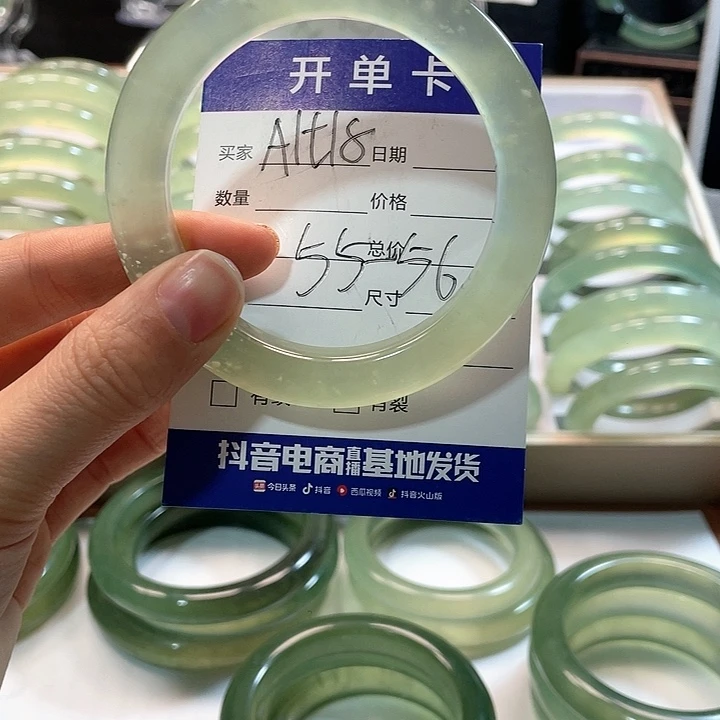 开单卡
买家 A1t18 日期
数量 价格
55-56 总价
尺寸
有裂
抖音电商直播基地发货
今日头条 抖音 西瓜视频 抖音火山版